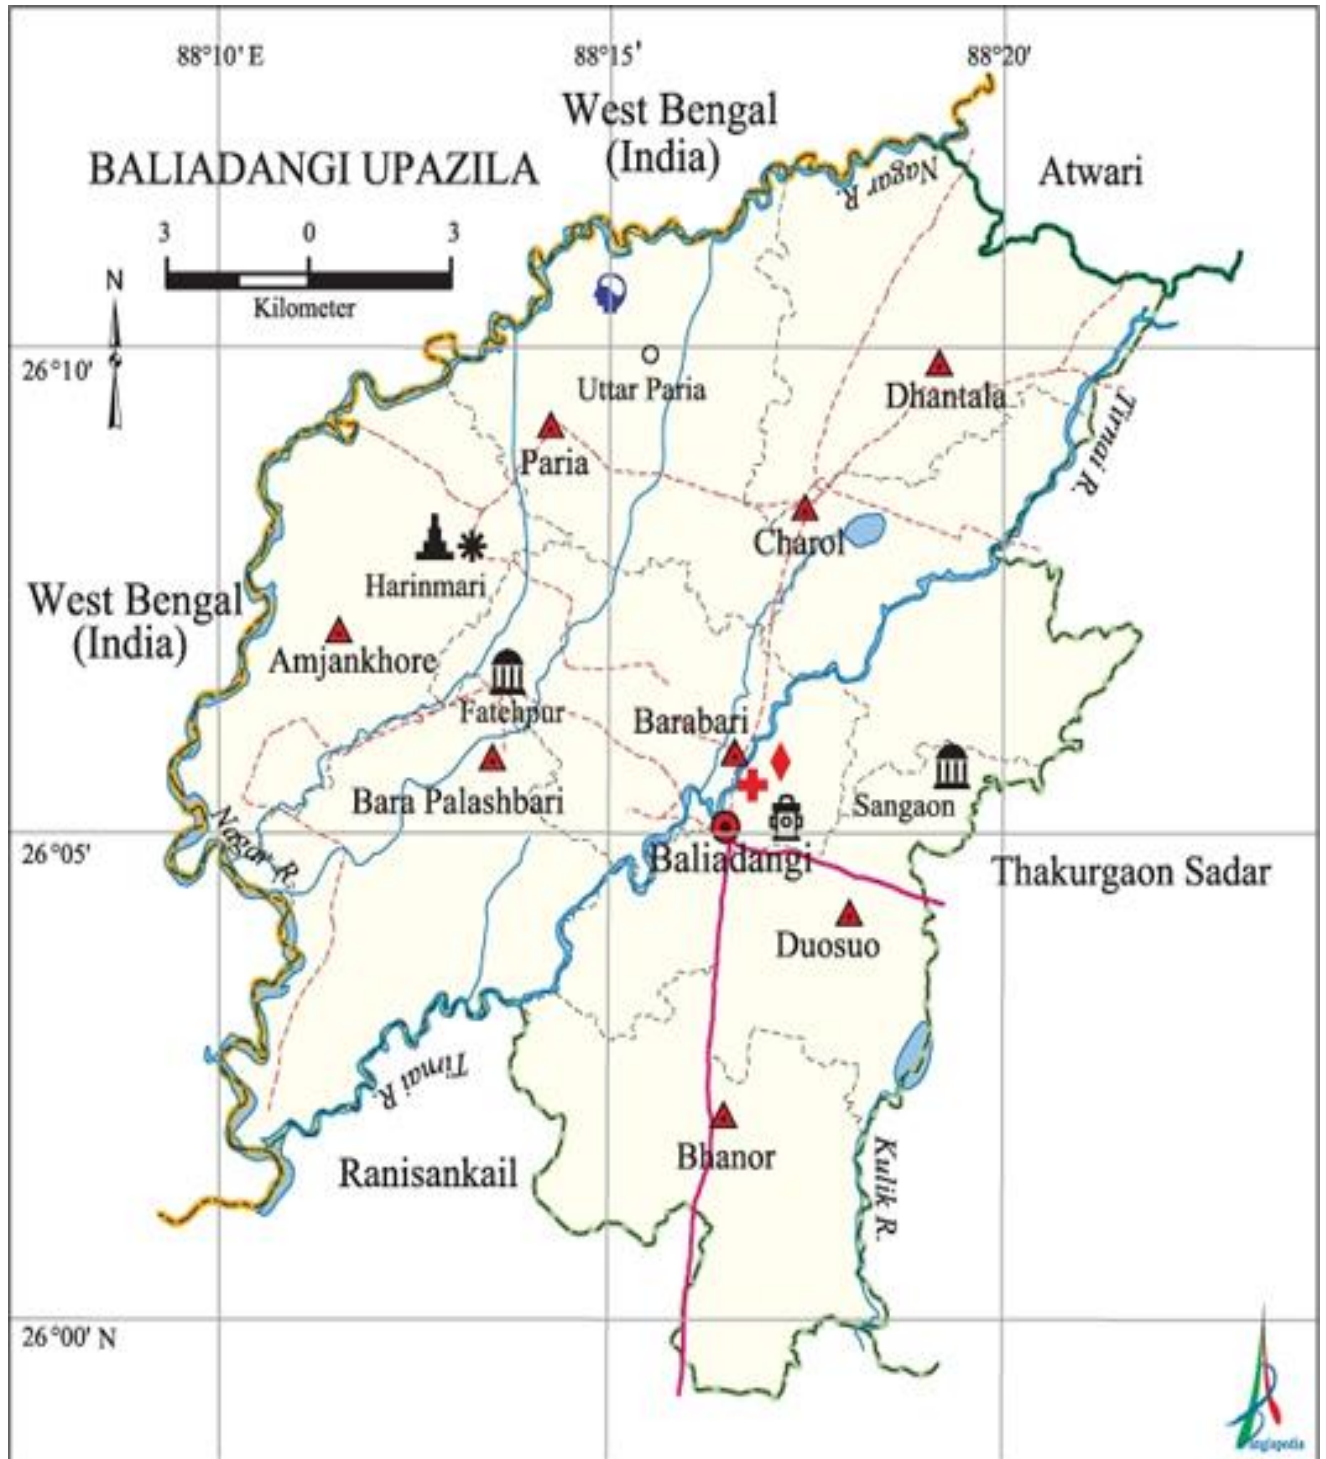 88°10' E
88°15'
88°20'
West Bengal
(India)
BALIADANGI UPAZILA
Atwari
Nagar R.
3 0 3
Kilometer
N
26°10'
Uttar Paria
Dhantala
Tirnai R.
Paria
Charol
Harinmari
West Bengal
(India)
Amjankhore
Fatehpur
Barabari
Bara Palashbari
Sangaon
Nagar R.
26°05'
Baliadangi
Thakurgaon Sadar
Duosuo
Tirnai R.
Ranisankail
Bhanor
Kulik R.
26°00' N